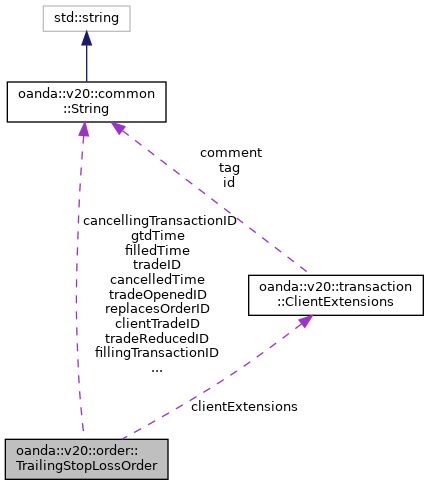 std::string
oanda::v20::common
::String
comment
tag
id
cancellingTransactionID
gtdTime
filledTime
tradeID
cancelledTime
tradeOpenedID
replacesOrderID
clientTradeID
tradeReducedID
fillingTransactionID
...
oanda::v20::transaction
::ClientExtensions
clientExtensions
oanda::v20::order::
TrailingStopLossOrder